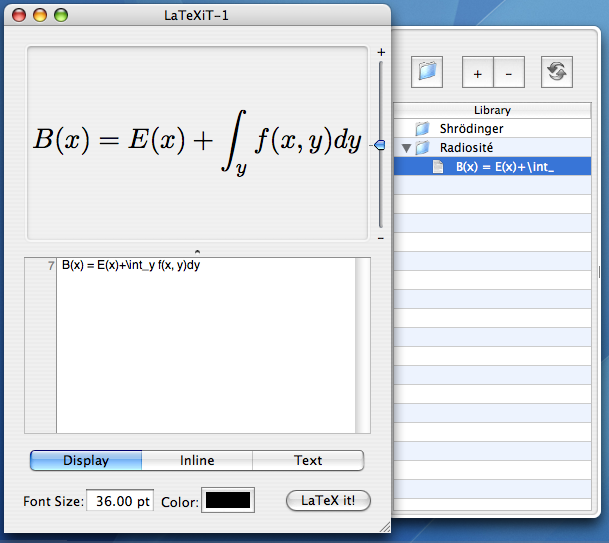 LaTeXiT-1
B(x) = E(x) + ∫_y f(x, y)dy
+
-
7 B(x) = E(x)+\int_y f(x, y)dy
Display Inline Text
Font Size: 36.00 pt Color: LaTeX it!
+ -
Library
Shrödinger
Radiosité
B(x) = E(x)+\int_